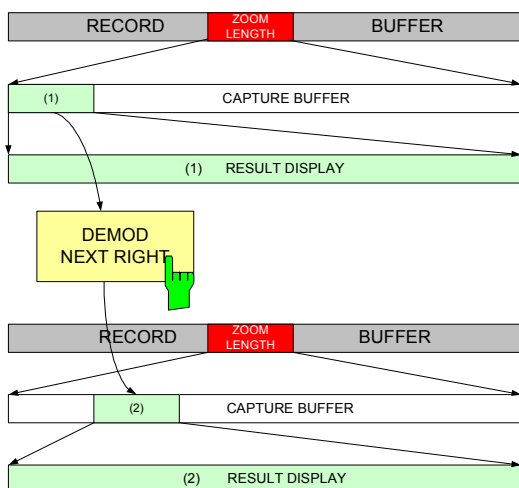 RECORD ZOOM LENGTH BUFFER
(1) CAPTURE BUFFER
(1) RESULT DISPLAY
DEMOD
NEXT RIGHT
RECORD ZOOM LENGTH BUFFER
(2) CAPTURE BUFFER
(2) RESULT DISPLAY